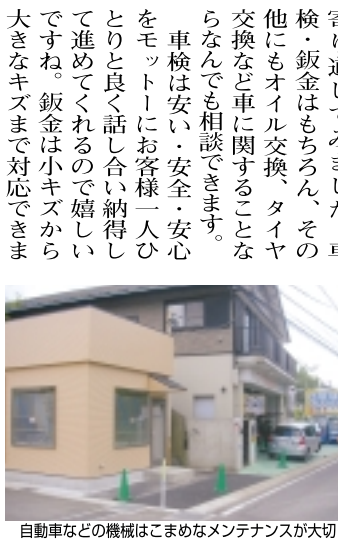 検・鈑金はもちろん、その
他にもオイル交換、タイヤ
交換など車に関することな
らなんでも相談できます。
車検は安い・安全・安心
をモットーにお客様一人ひ
とりと良く話し合い納得し
て進めてくれるので嬉しい
ですね。鈑金は小キズから
大きなキズまで対応できま
自動車などの機械はこまめなメンテナンスが大切